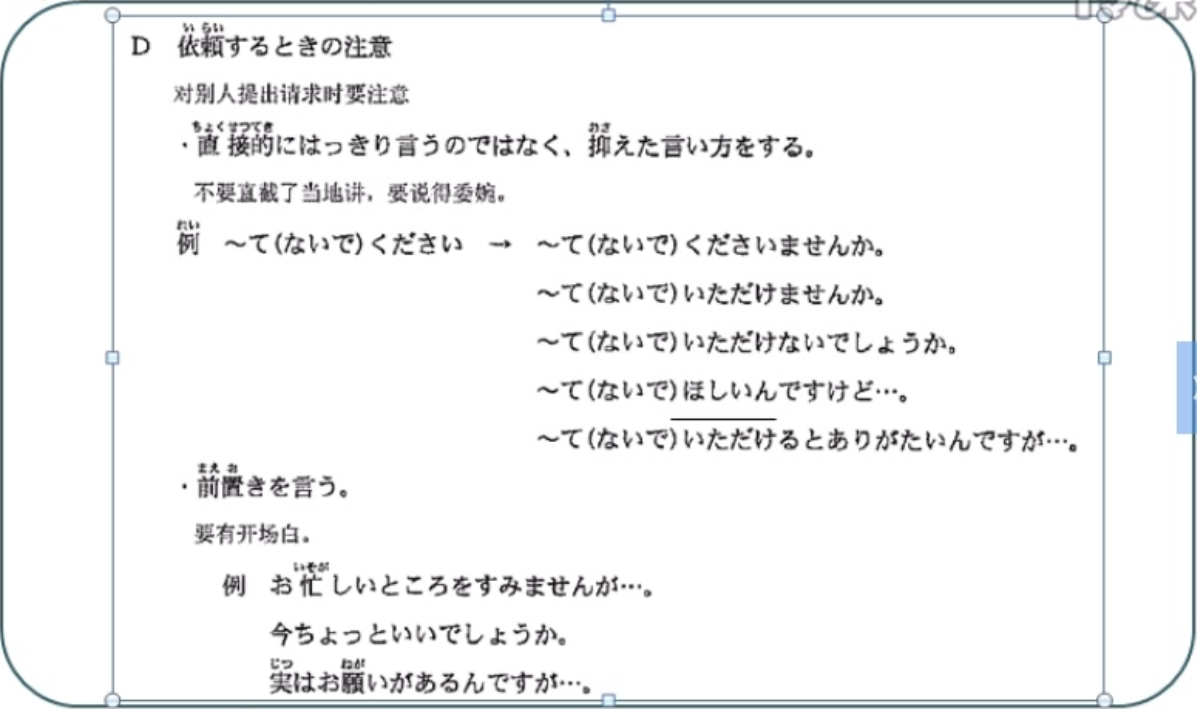 D 依頼するときの注意
对别人提出请求时要注意
・直接的にはっきり言うのではなく、抑えた言い方をする。
不要直截了当地讲，要说得委婉。
例 ～て(ないで)ください → ～て(ないで)くださいませんか。
～て(ないで)いただけませんか。
～て(ないで)いただけないでしょうか。
～て(ないで)ほしいんですけど…。
～て(ないで)いただけるとありがたいんですが…。
・前置きを言う。
要有开场白。
例 お忙しいところをすみませんが…。
今ちょっといいでしょうか。
実はお願いがあるんですが…。